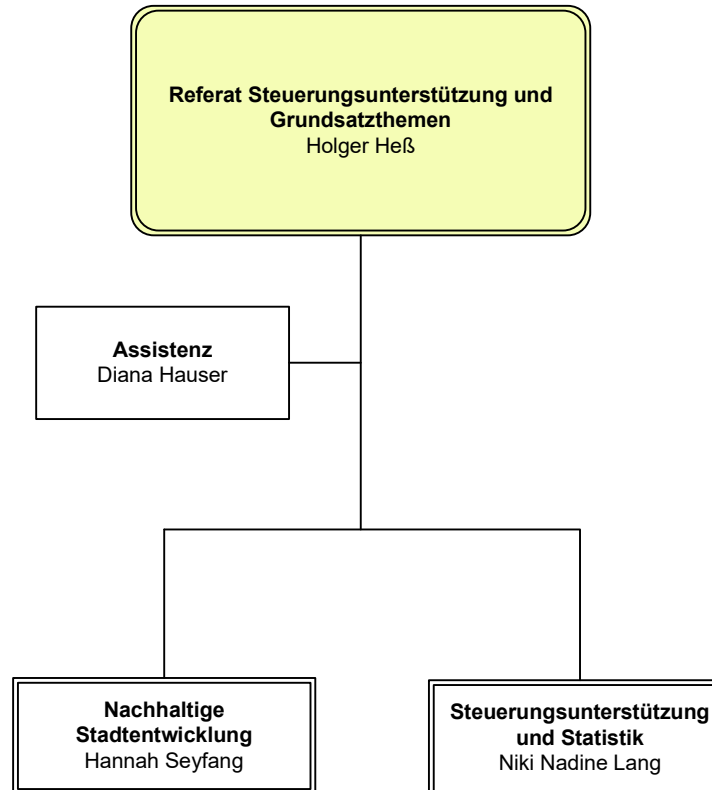 Referat Steuerungsunterstützung und
Grundsatzthemen
Holger Heß
Assistenz
Diana Hauser
Nachhaltige
Stadtentwicklung
Hannah Seyfang
Steuerungsunterstützung
und Statistik
Niki Nadine Lang